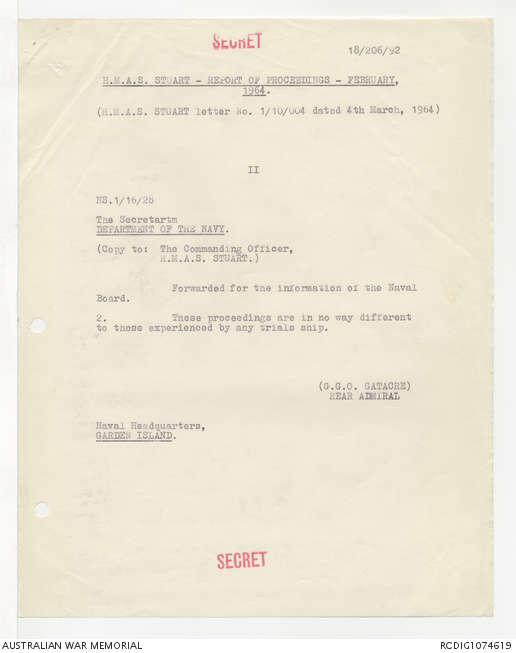 SECRET
18/206/92
H.M.A.S. STUART - REPORT OF PROCEEDINGS - FEBRUARY,
1964.
(H.M.A.S. STUART letter No. 1/10/004 dated 4th March, 1964)
II
NS.1/16/26
The Secretartm
DEPARTMENT OF THE NAVY.
(Copy to: The Commanding Officer,
H.M.A.S. STUART.)
Forwarded for the information of the Naval
Board.
2. These proceedings are in no way different
to those experienced by any trials ship.
(G.G.O. GATACRE)
REAR ADMIRAL
Naval Headquarters,
GARDEN ISLAND.
SECRET
AUSTRALIAN WAR MEMORIAL
RCDIG1074619